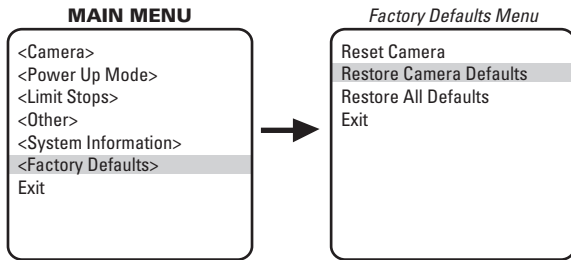 MAIN MENU
<Camera>
<Power Up Mode>
<Limit Stops>
<Other>
<System Information>
<Factory Defaults>
Exit
Factory Defaults Menu
Reset Camera
Restore Camera Defaults
Restore All Defaults
Exit